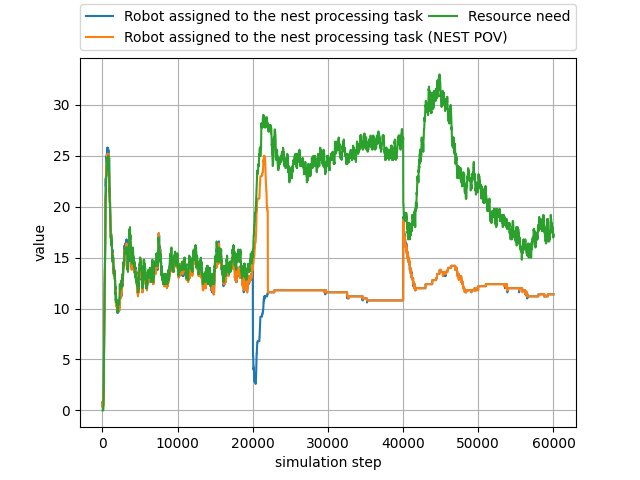 Robot assigned to the nest processing task Resource need
Robot assigned to the nest processing task (NEST POV)
30
25
20
15
10
5
0
value
0 10000 20000 30000 40000 50000 60000
simulation step